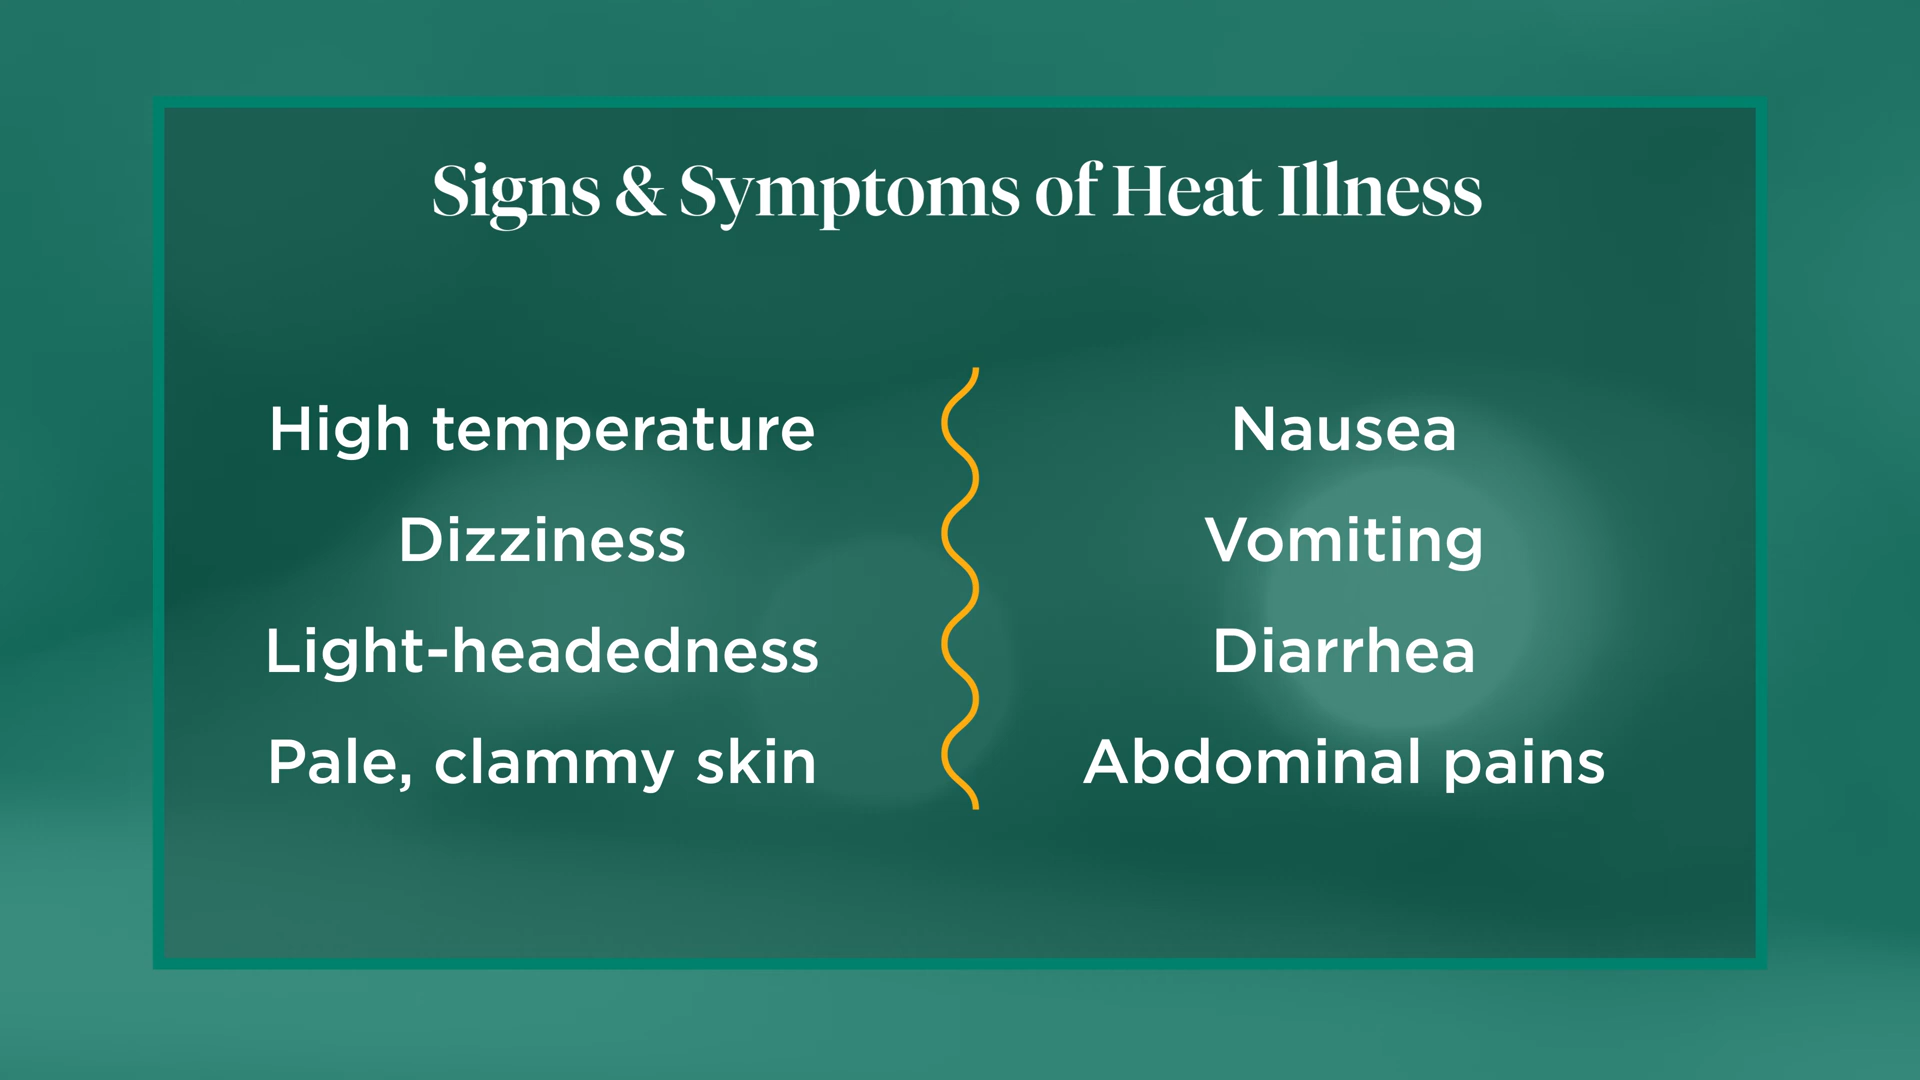 Signs & Symptoms of Heat Illness
High temperature
Dizziness
Light-headedness
Pale, clammy skin
Nausea
Vomiting
Diarrhea
Abdominal pains